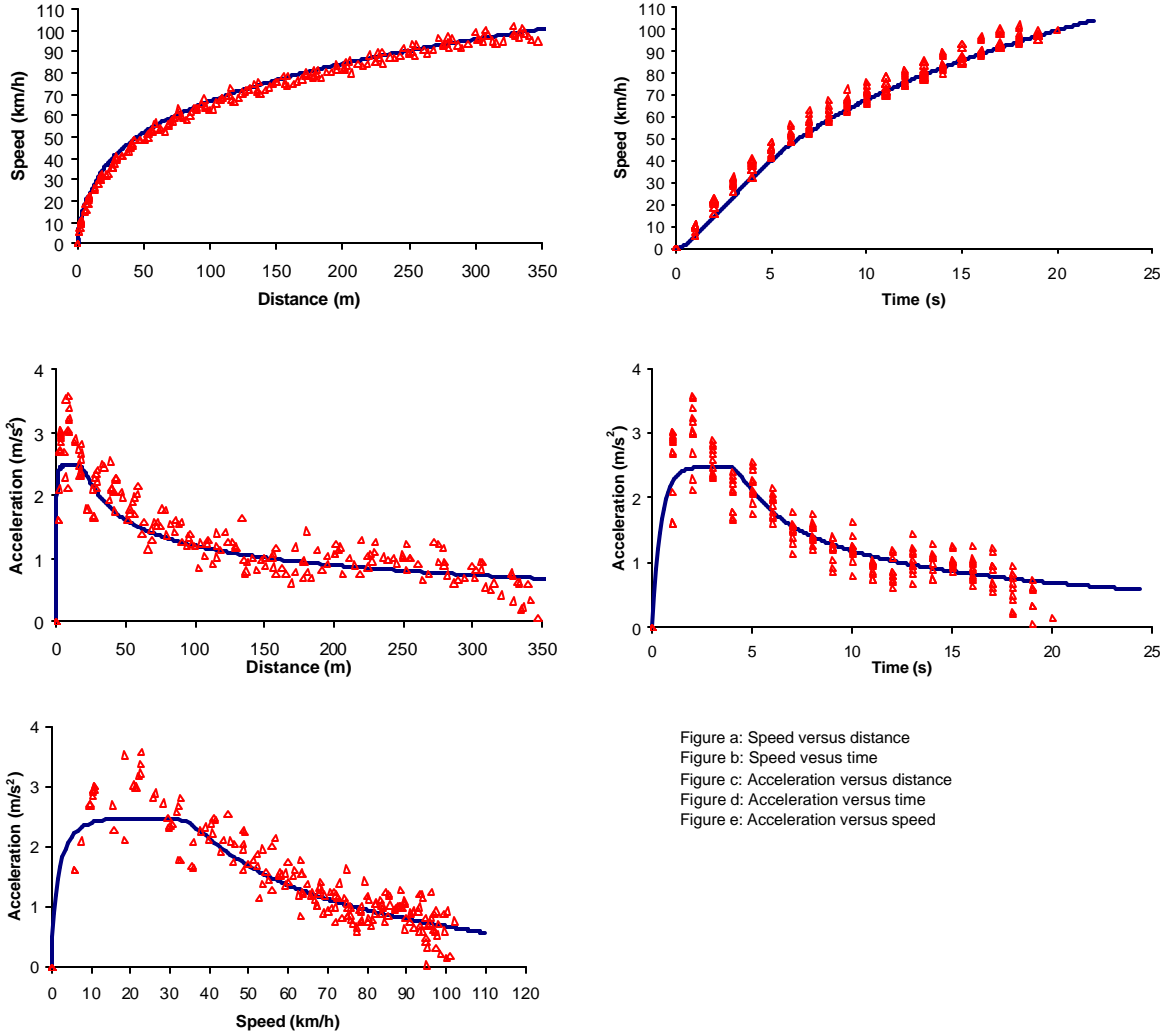 110
100
90
80
70
60
50
40
30
20
10
0
Speed (km/h)
0 50 100 150 200 250 300 350
Distance (m)
110
100
90
80
70
60
50
40
30
20
10
0
Speed (km/h)
0 5 10 15 20 25
Time (s)
4
3
2
1
0
Acceleration (m/s²)
0 50 100 150 200 250 300 350
Distance (m)
4
3
2
1
0
Acceleration (m/s²)
0 5 10 15 20 25
Time (s)
4
3
2
1
0
Acceleration (m/s²)
0 10 20 30 40 50 60 70 80 90 100 110 120
Speed (km/h)
Figure a: Speed versus distance
Figure b: Speed vesus time
Figure c: Acceleration versus distance
Figure d: Acceleration versus time
Figure e: Acceleration versus speed